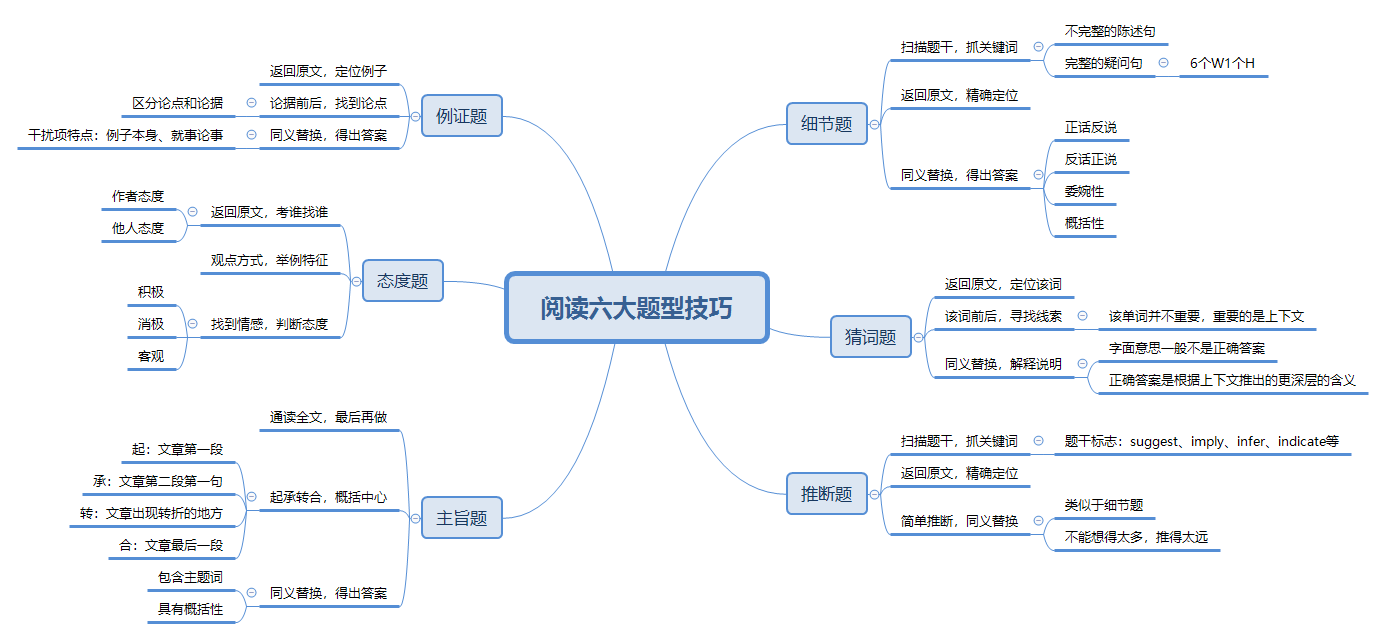 阅读六大题型技巧
细节题
扫描题干，抓关键词
不完整的陈述句
完整的疑问句
6个W1个H
返回原文，精确定位
同义替换，得出答案
正话反说
反话正说
委婉性
概括性
猜词题
返回原文，定位该词
该词前后，寻找线索
该单词并不重要，重要的是上下文
同义替换，解释说明
字面意思一般不是正确答案
正确答案是根据上下文推出的更深层的含义
推断题
扫描题干，抓关键词
题干标志：suggest、imply、infer、indicate等
返回原文，精确定位
简单推断，同义替换
类似于细节题
不能想得太多，推得太远
例证题
返回原文，定位例子
论据前后，找到论点
区分论点和论据
同义替换，得出答案
干扰项特点：例子本身、就事论事
态度题
返回原文，考谁找谁
作者态度
他人态度
观点方式，举例特征
找到情感，判断态度
积极
消极
客观
主旨题
通读全文，最后再做
起承转合，概括中心
起：文章第一段
承：文章第二段第一句
转：文章出现转折的地方
合：文章最后一段
同义替换，得出答案
包含主题词
具有概括性